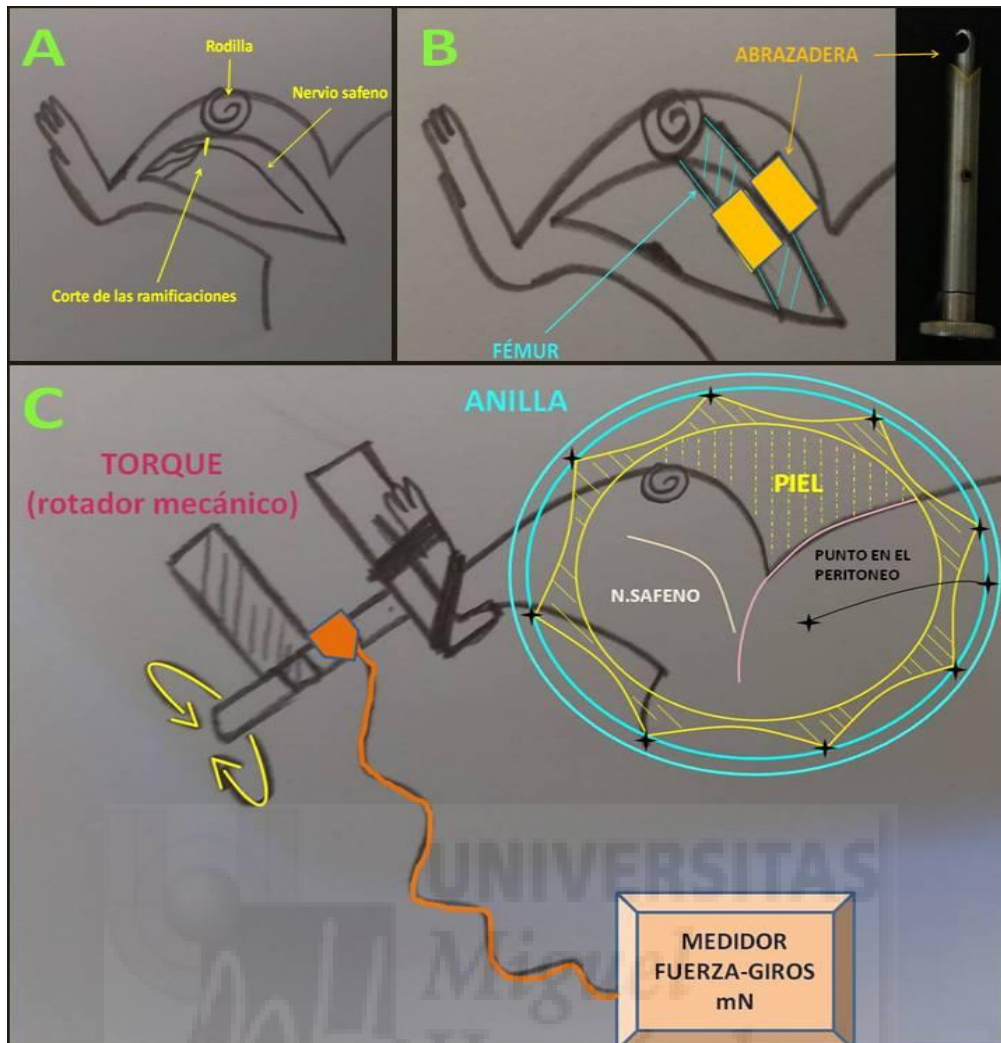 A
Rodilla
Nervio safeno
Corte de las ramificaciones
B
ABRAZADERA
FÉMUR
C
ANILLA
TORQUE
(rotador mecánico)
PIEL
PUNTO EN EL
PERITONEO
N.SAFENO
UNIVERSITAS
Miguel
MEDIDOR
FUERZA-GIROS
mN